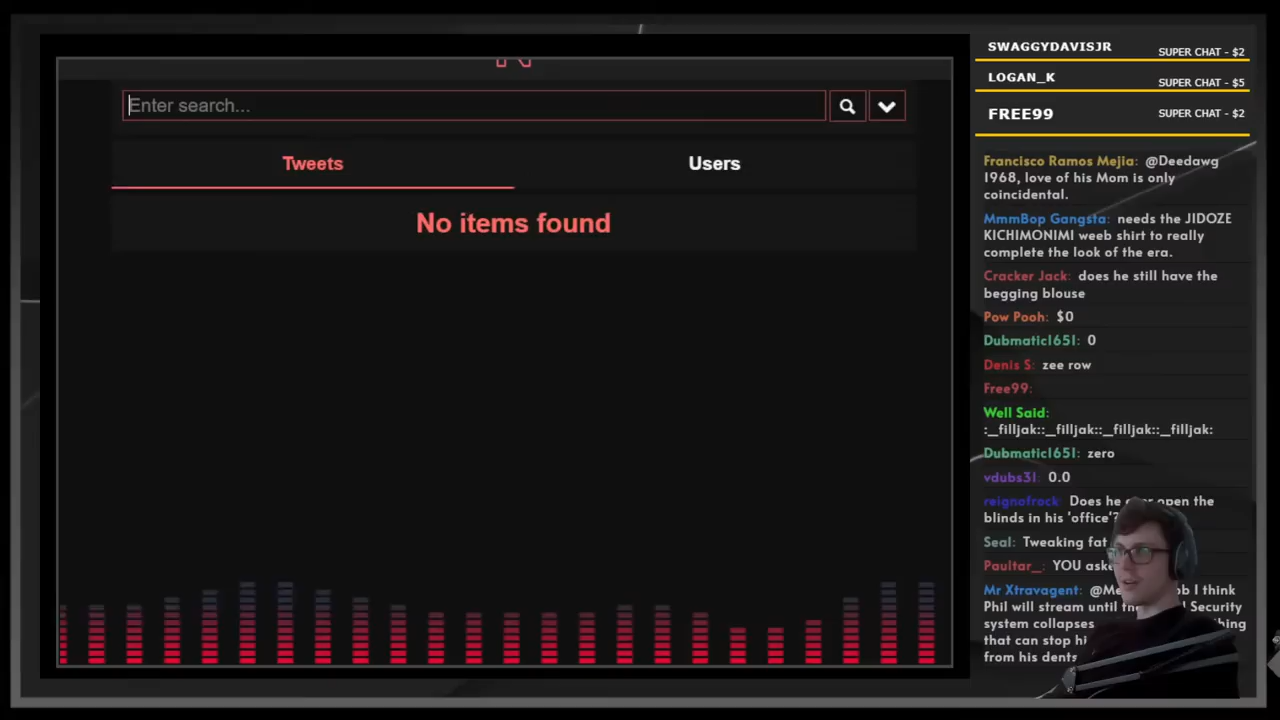 Enter search...
Tweets
Users
No items found
SWAGGYDAVISJR
SUPER CHAT - $2
LOGAN_K
SUPER CHAT - $5
FREE99
SUPER CHAT - $2
Francisco Ramos Mejia: @Deedawg
1968, love of his Mom is only
coincidental.
MmmBop Gangsta: needs the JIDOZE
KICHIMONIMI weeb shirt to really
complete the look of the era.
Cracker Jack: does he still have the
begging blouse
Pow Pooh: $0
Dubmatic1651: 0
Denis S: zee row
Free99:
Well Said:
:_filljak::_filljak::_filljak::_filljak:
Dubmatic1651: zero
vdubs31: 0.0
reignofrock: Does he open the
blinds in his 'office'?
Seal: Tweaking fat
Paultar_: YOU aske
Mr Xtravagent: I think
Phil will stream until Security
system collapses
that can stop hi
from his dents